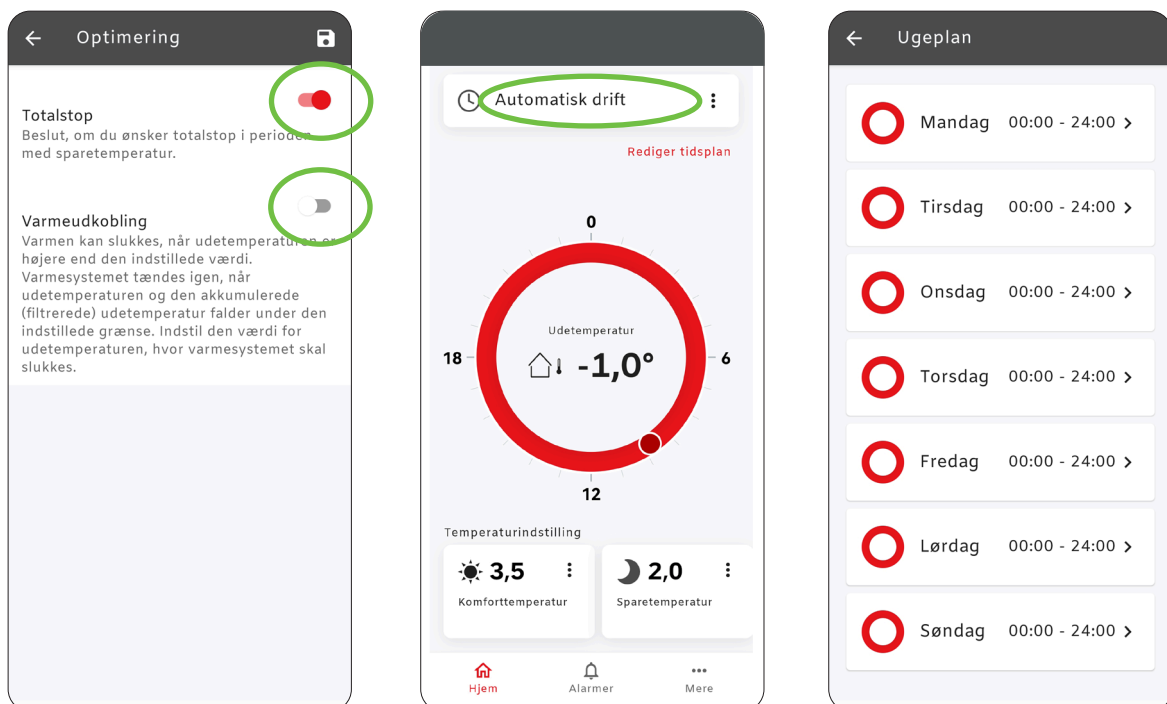 Optimering
Totalstop
Beslut, om du ønsker totalstop i perioden
med sparetemperatur.
Varmeudkobling
Varmen kan slukkes, når udetemperaturen er
højere end den indstillede værdi.
Varmesystemet tændes igen, når
udetemperaturen og den akkumulerede
(filtrerede) udetemperatur falder under den
indstillede grænse. Indstil den værdi for
udetemperaturen, hvor varmesystemet skal
slukkes.
Automatisk drift
Rediger tidsplan
0
Udetemperatur
18
-1,0°
6
12
Temperaturindstilling
3,5
2,0
Komforttemperatur
Sparetemperatur
Hjem
Alarmer
Mere
Ugeplan
Mandag 00:00 - 24:00
Tirsdag 00:00 - 24:00
Onsdag 00:00 - 24:00
Torsdag 00:00 - 24:00
Fredag 00:00 - 24:00
Lørdag 00:00 - 24:00
Søndag 00:00 - 24:00